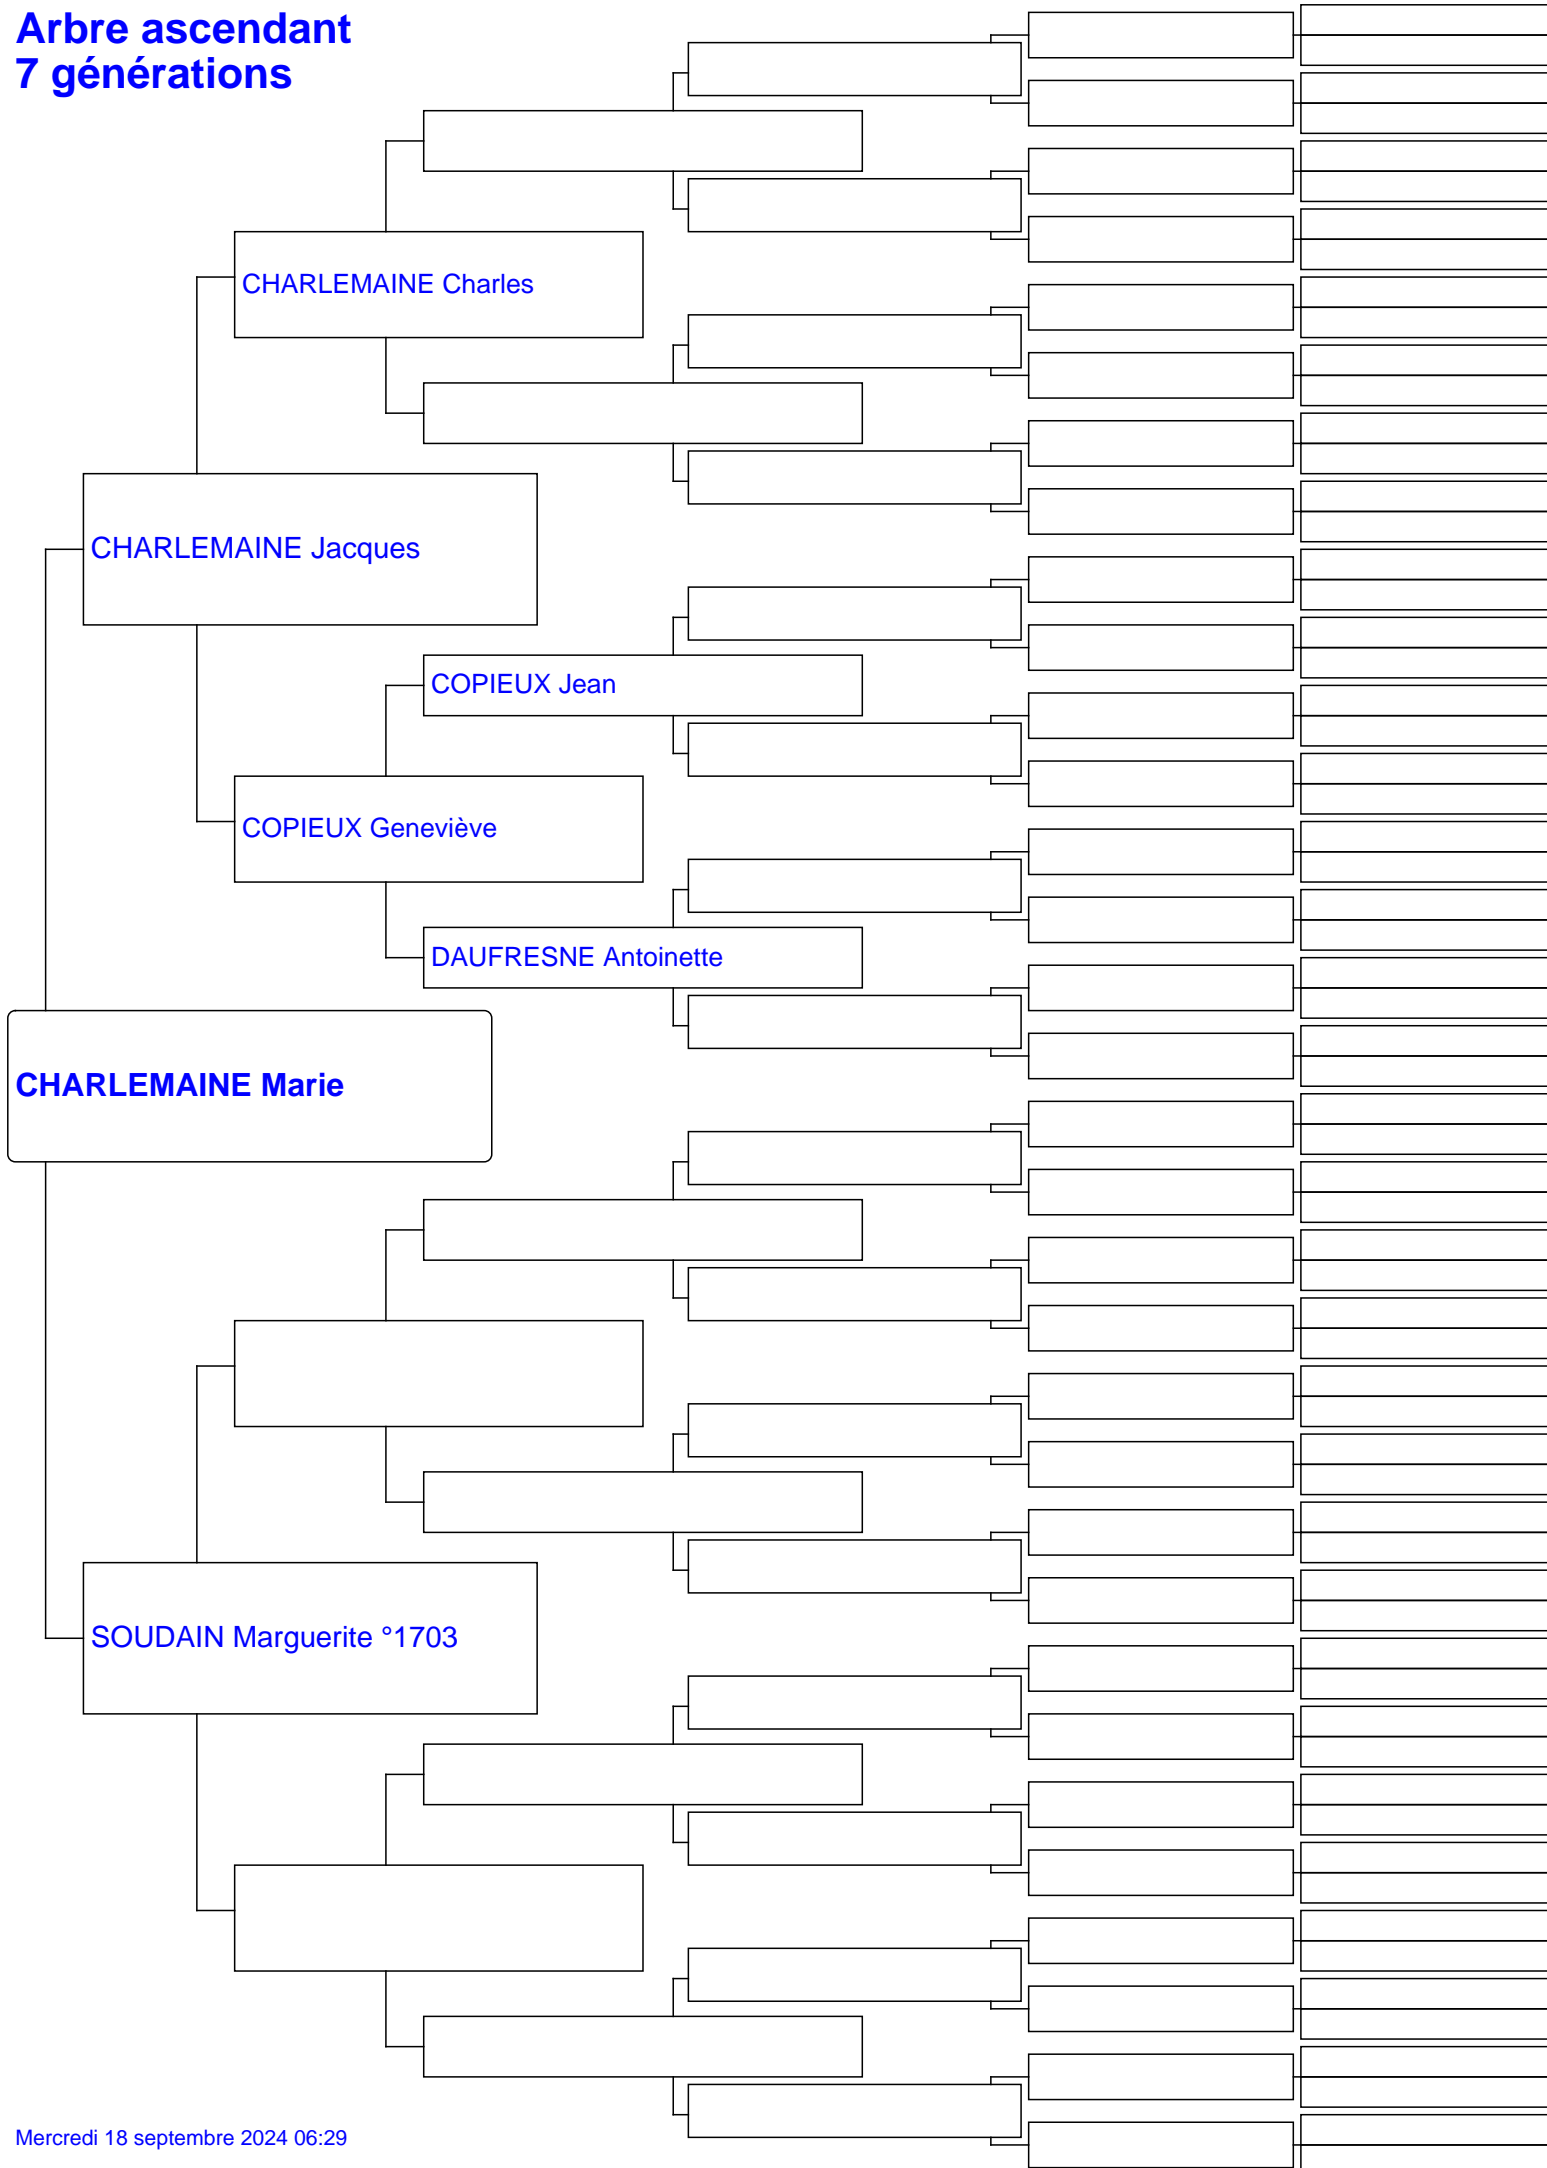 Arbre ascendant
7 générations
CHARLEMAINE Charles
CHARLEMAINE Jacques
COPIEUX Jean
COPIEUX Geneviève
DAUFRESNE Antoinette
CHARLEMAINE Marie
SOUDAIN Marguerite °1703
Mercredi 18 septembre 2024 06:29